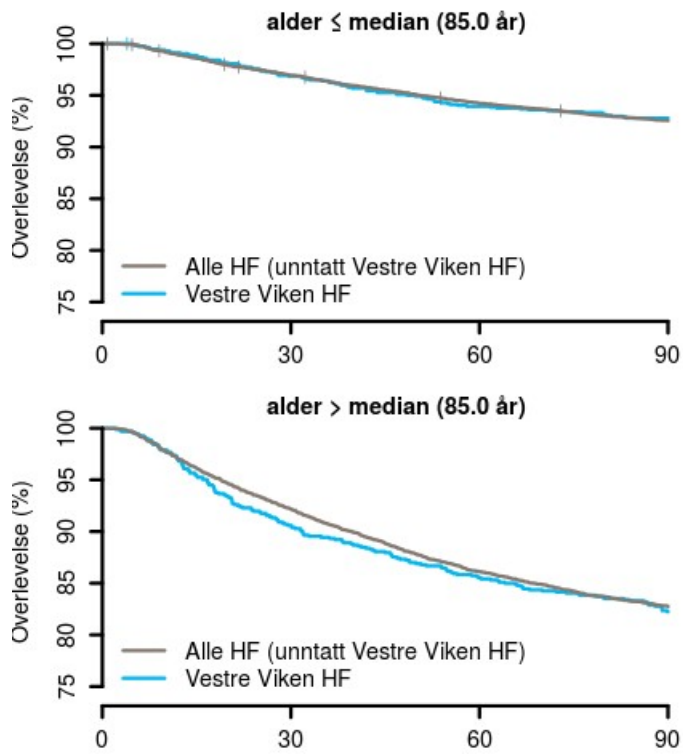 alder ≤ median (85.0 år)
Overlevelse (%)
100
95
90
85
80
75
Alle HF (unntatt Vestre Viken HF)
Vestre Viken HF
0 30 60 90
alder > median (85.0 år)
Overlevelse (%)
100
95
90
85
80
75
Alle HF (unntatt Vestre Viken HF)
Vestre Viken HF
0 30 60 90